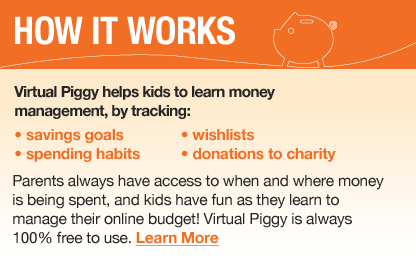 HOW IT WORKS
Virtual Piggy helps kids to learn money
management, by tracking:
• savings goals • wishlists
• spending habits • donations to charity
Parents always have access to when and where money
is being spent, and kids have fun as they learn to
manage their online budget! Virtual Piggy is always
100% free to use. Learn More